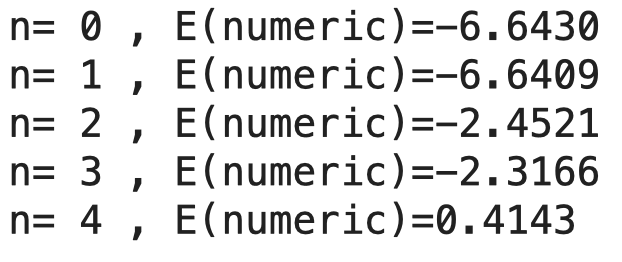 n= 0 , E(numeric)=-6.6430
n= 1 , E(numeric)=-6.6409
n= 2 , E(numeric)=-2.4521
n= 3 , E(numeric)=-2.3166
n= 4 , E(numeric)=0.4143